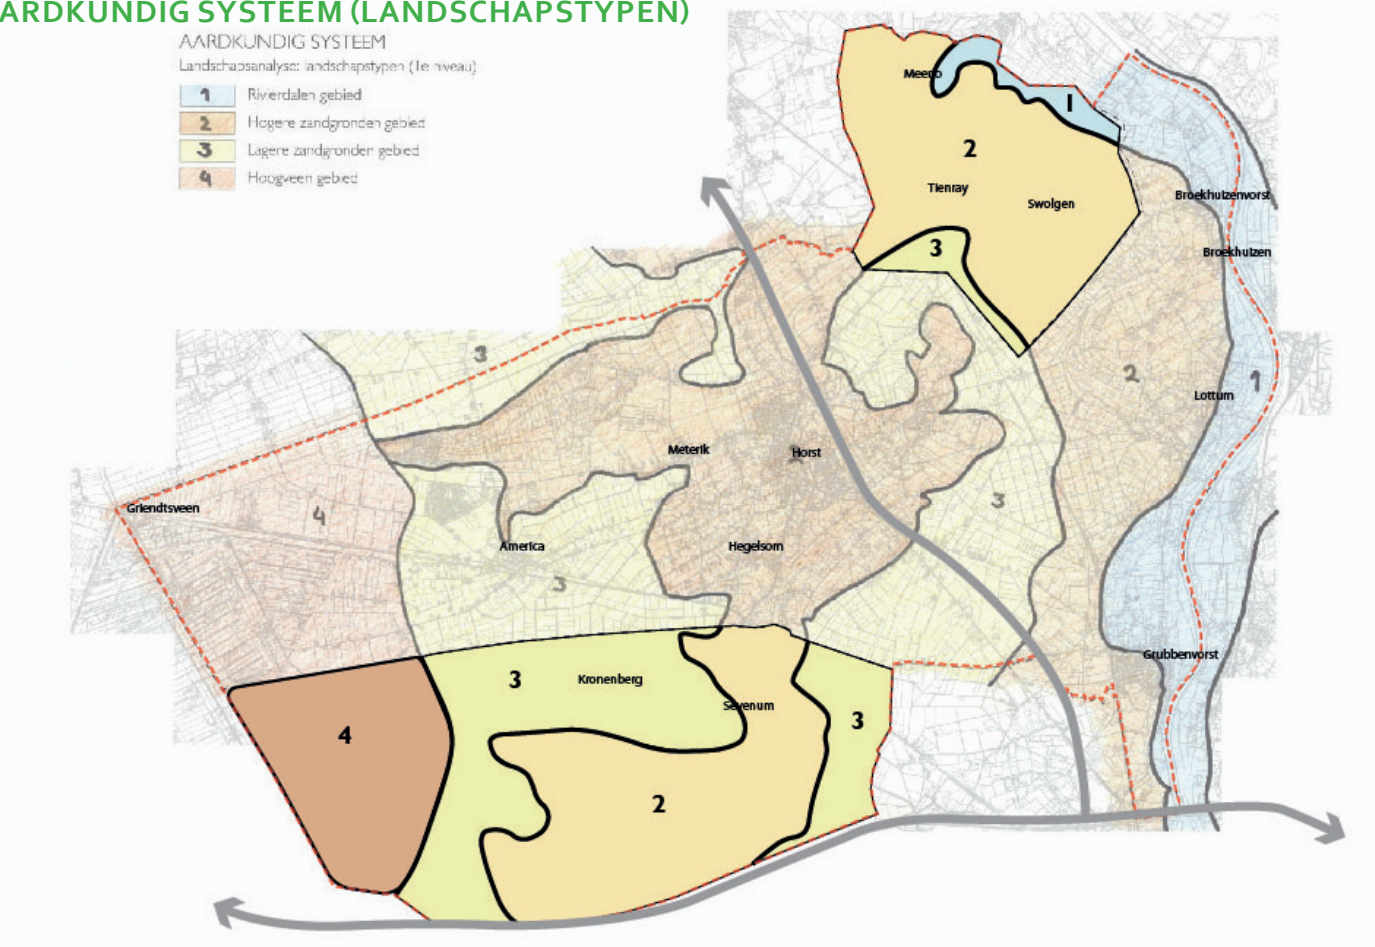 ARDKUNDIG SYSTEEM (LANDSCHAPSTYPEN)
AARDKUNDIG SYSTEEM
Landschapsanalyse: landschapstypen (1e niveau)
1 Rivierdalen gebied
2 Hogere zandgronden gebied
3 Lagere zandgronden gebied
4 Hoogveen gebied
Meerlo
1
2
Tienray
Swolgen
Broekhuizenvorst
3
Broekhuizen
3
2
1
Lottum
Meterik
Horst
2
3
Griendtsveen
4
America
Hegelsom
3
Grubbenvorst
3
Kronenberg
Sevenum
3
4
2